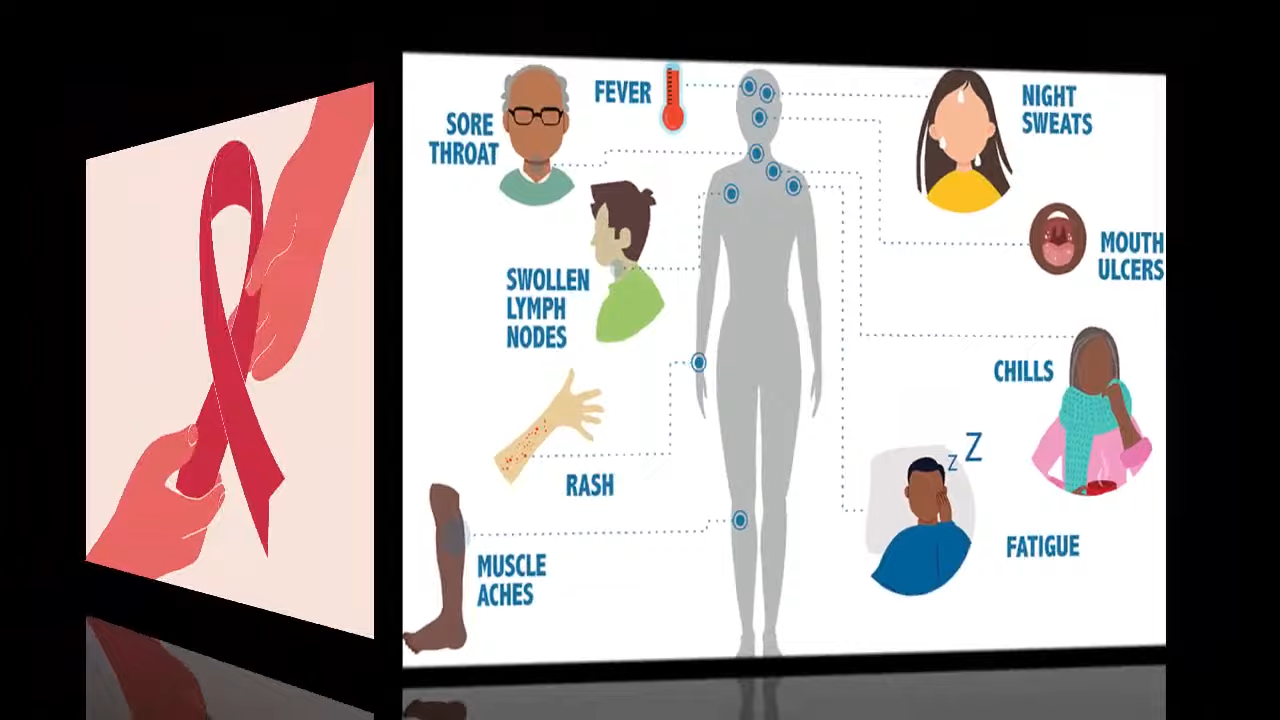 FEVER
SORE
THROAT
NIGHT
SWEATS
SWOLLEN
LYMPH
NODES
MOUTH
ULCERS
CHILLS
RASH
Z
Z
MUSCLE
ACHES
FATIGUE